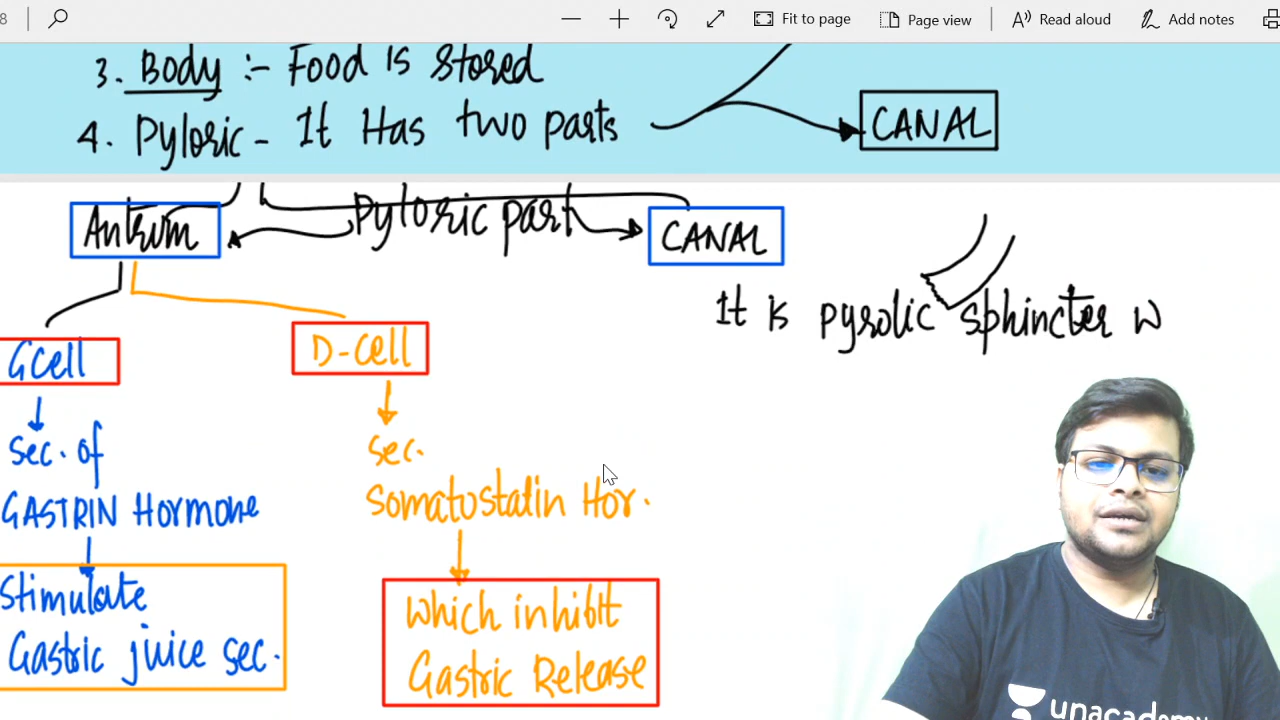 8
Fit to page
Page view
Read aloud
Add notes
3. Body :- Food is stored
4. Pyloric - It Has two parts
CANAL
Antrum
Pyloric part
CANAL
It is pyrolic sphincter w
G cell
D-cell
sec. of
GASTRIN Hormone
sec.
Somatostatin Hor.
Stimulate
Gastric juice sec.
Which inhibit
Gastric Release
unacademy